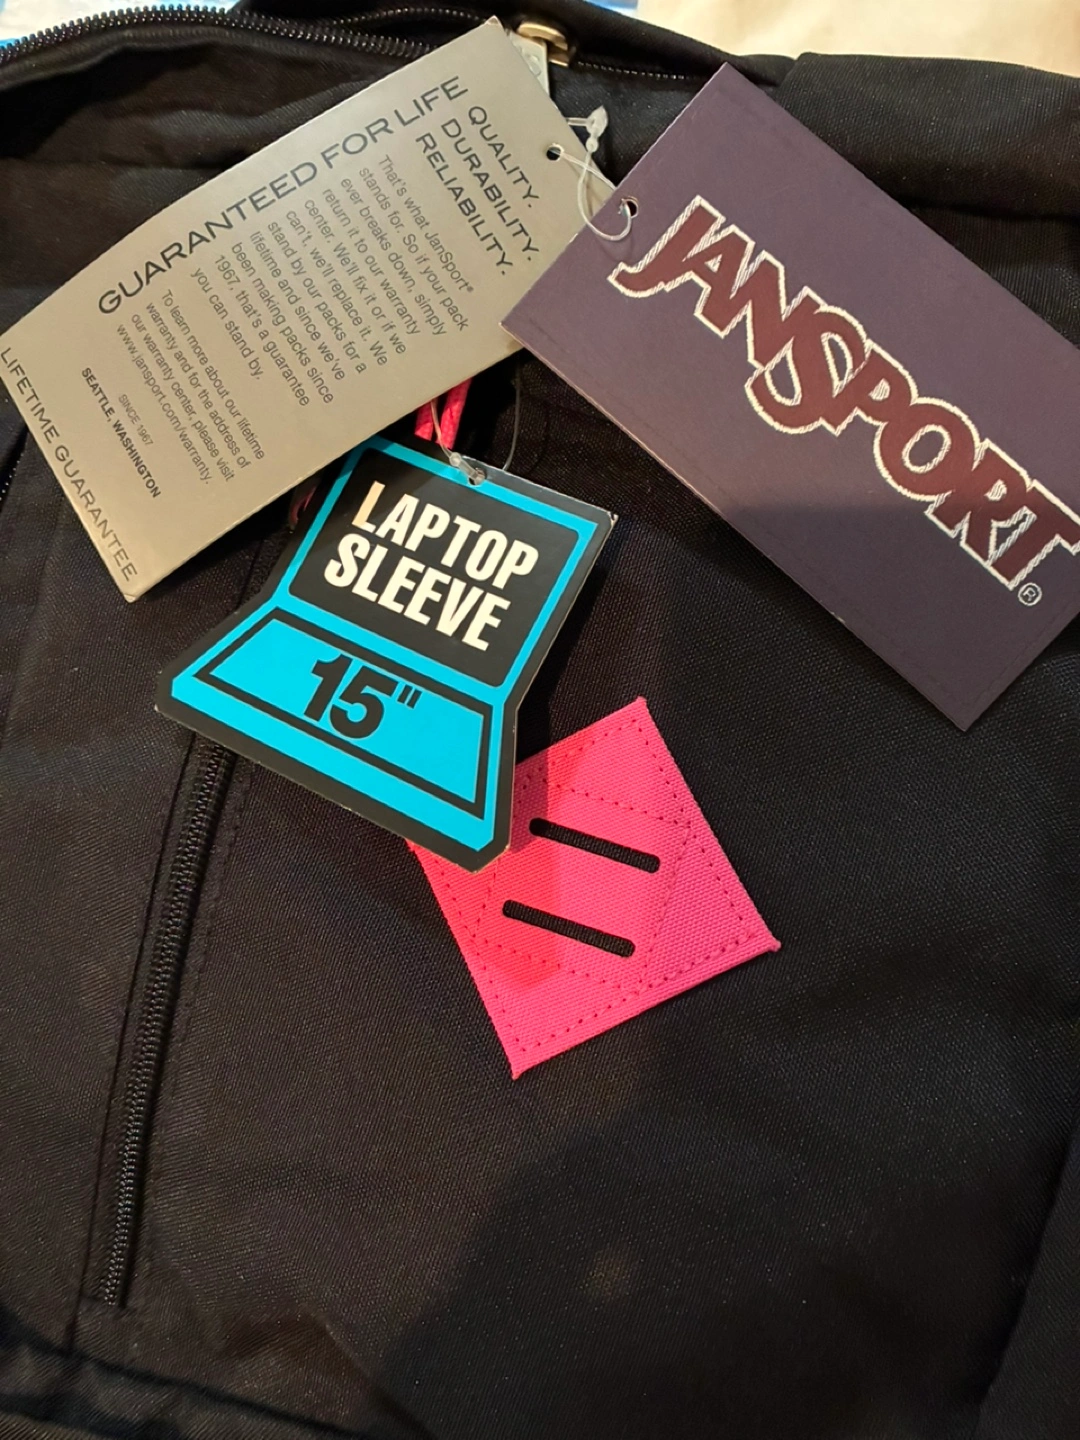 GUARANTEED FOR LIFE
QUALITY.
DURABILITY.
RELIABILITY.
That's what JanSport®
stands for. So if your pack
ever breaks down, simply
return it to our warranty
center. We'll fix it or if we
can't, we'll replace it. We
stand by our packs for a
lifetime and since we've
been making packs since
1967, that's a guarantee
you can stand by.
To learn more about our lifetime
warranty and for the address of
our warranty center, please visit
www.jansport.com/warranty.
SINCE 1967
SEATTLE, WASHINGTON
LIFETIME GUARANTEE
JANSPORT®
LAPTOP
SLEEVE
15"